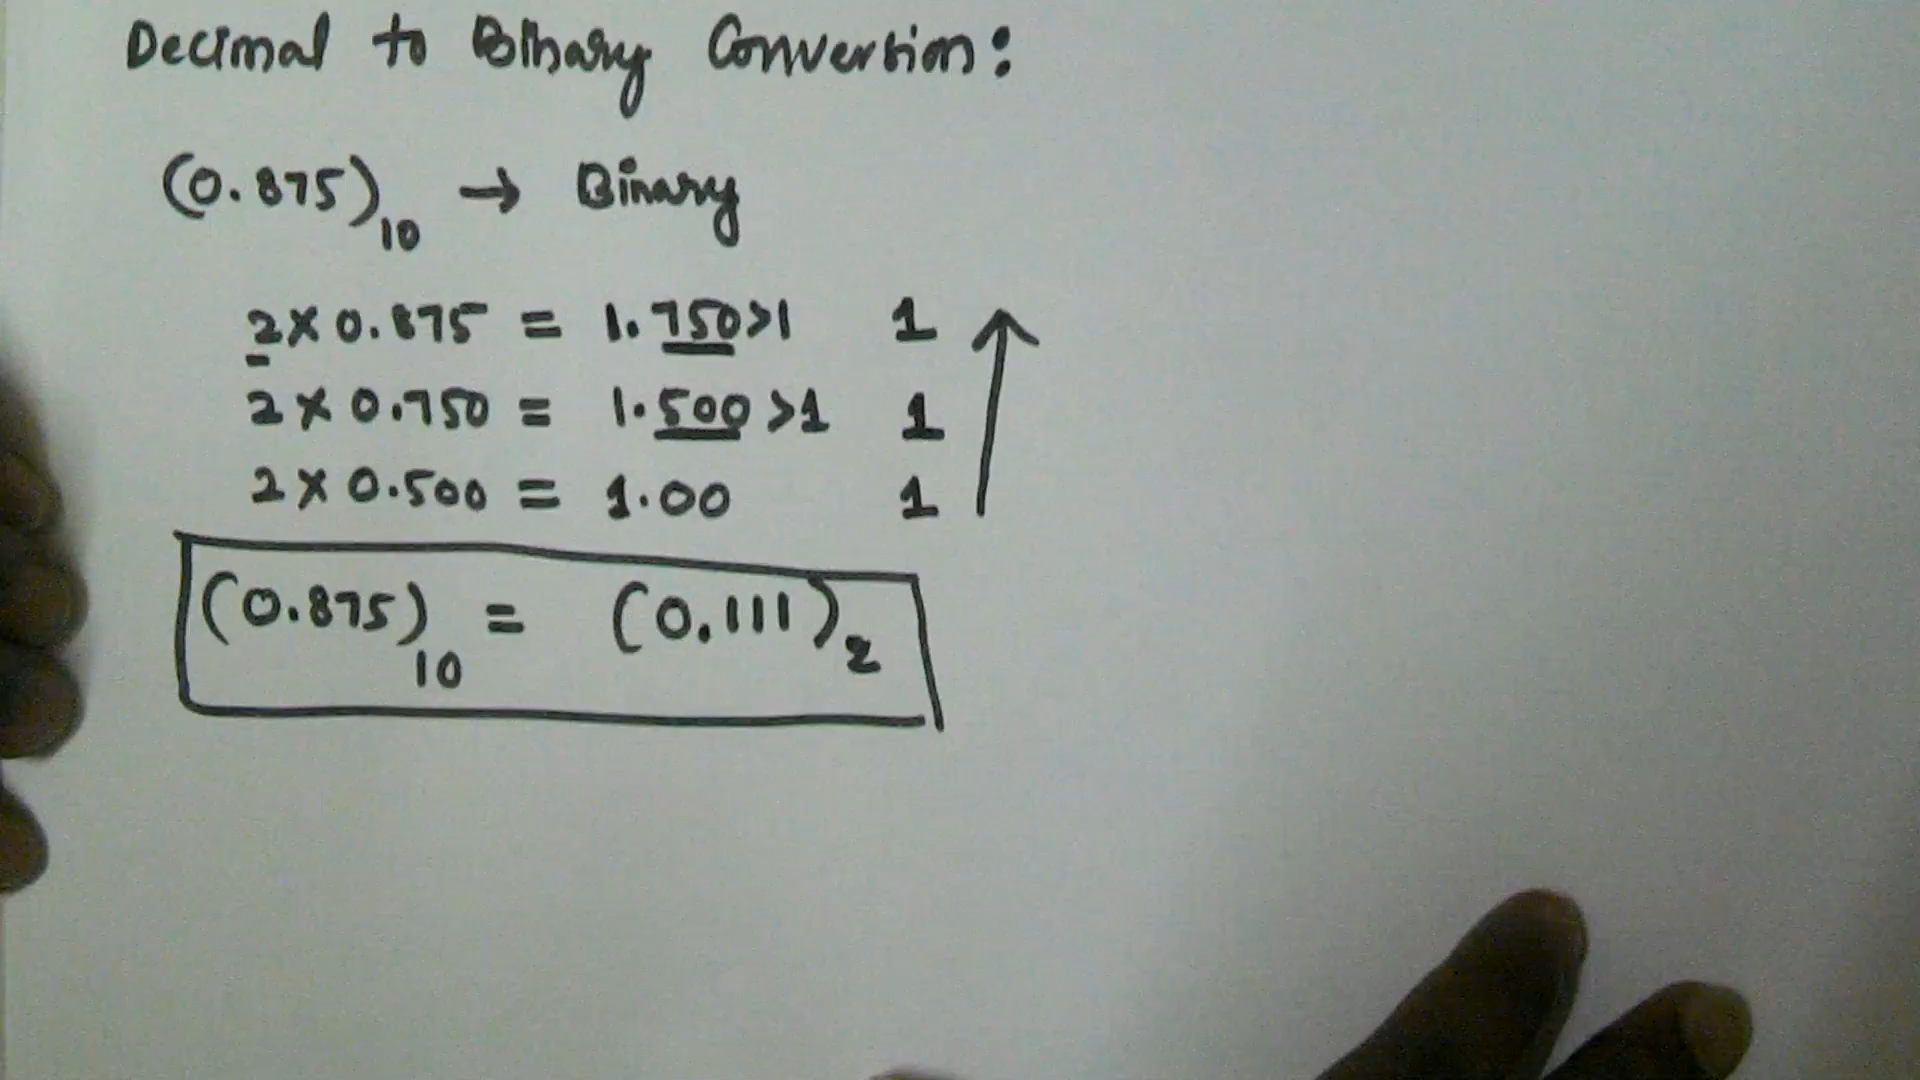 Decimal to Binary Conversion:
(0.875)₁₀ → Binary
2 × 0.875 = 1.750 > 1 1
2 × 0.750 = 1.500 > 1 1
2 × 0.500 = 1.00 1
(0.875)₁₀ = (0.111)₂